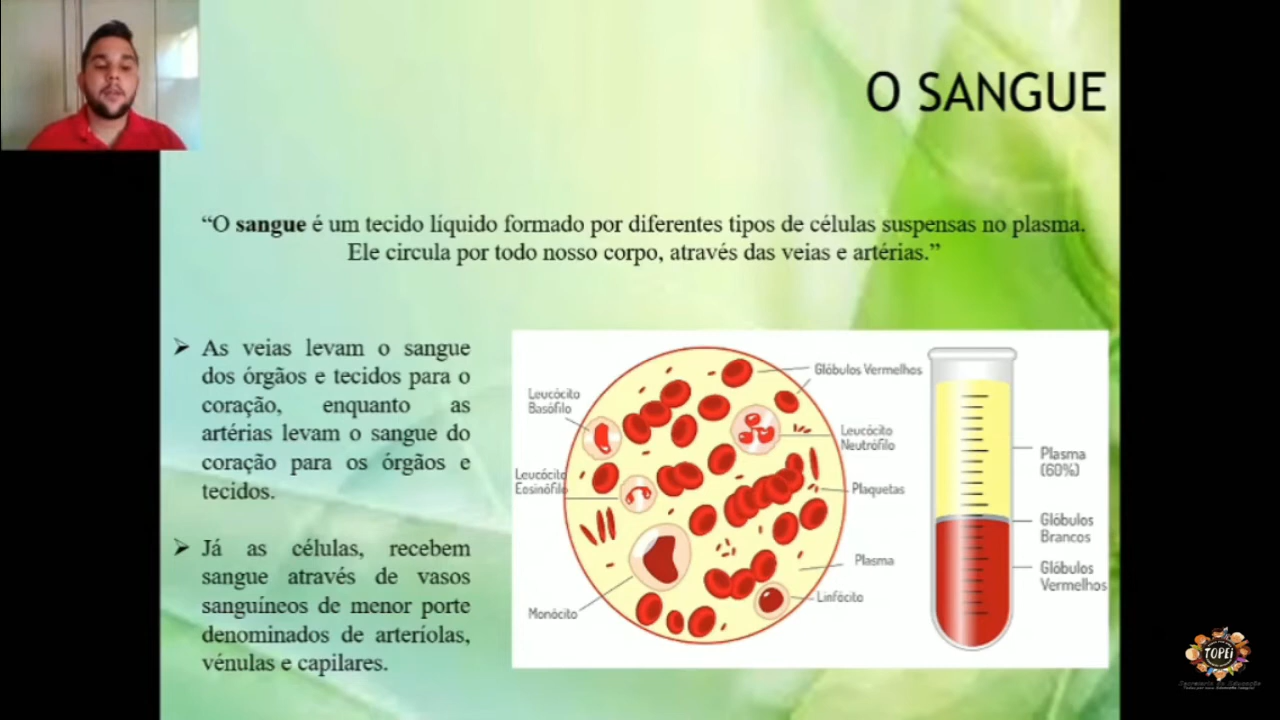 O SANGUE
“O sangue é um tecido líquido formado por diferentes tipos de células suspensas no plasma.
Ele circula por todo nosso corpo, através das veias e artérias.”
➢ As veias levam o sangue
dos órgãos e tecidos para o
coração, enquanto as
artérias levam o sangue do
coração para os órgãos e
tecidos.
➢ Já as células, recebem
sangue através de vasos
sanguíneos de menor porte
denominados de arteríolas,
vénulas e capilares.
Leucócito
Basófilo
Leucócito
Eosinófilo
Monócito
Glóbulos Vermelhos
Leucócito
Neutrófilo
Plaquetas
Plasma
Linfócito
Plasma
(60%)
Glóbulos
Brancos
Glóbulos
Vermelhos
TOPEi
Secretaria de Educação